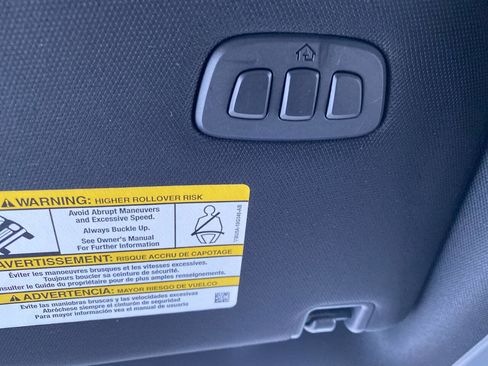 WARNING: HIGHER ROLLOVER RISK
Avoid Abrupt Maneuvers
and Excessive Speed.
Always Buckle Up.
See Owner's Manual
For Further Information
AVERTISSEMENT: RISQUE ACCRU DE CAPOTAGE
Éviter les manoeuvres brusques et les vitesses excessives.
Toujours boucler sa ceinture de sécurité.
Consulter le Guide du propriétaire pour de plus amples renseignements.
ADVERTENCIA: MAYOR RIESGO DE VUELCO
Evite las maniobras bruscas y las velocidades excesivas
Abróchese siempre el cinturón de seguridad
Para mayor información vea el manual de usuario